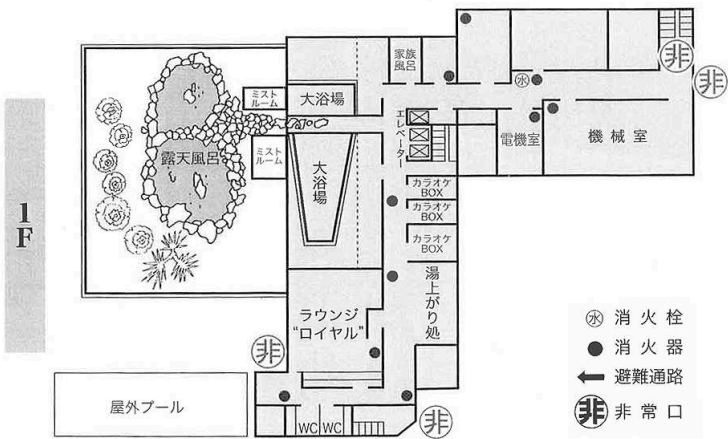 1F
家族
風呂
非
非
水
ミスト
ルーム
大浴場
エレベーター
電機室
機械室
露天風呂
ミスト
ルーム
大浴場
カラオケ
BOX
カラオケ
BOX
カラオケ
BOX
湯上がり処
ラウンジ
"ロイヤル"
非
屋外プール
WC WC
非
水 消火栓
消火器
避難通路
非 非常口